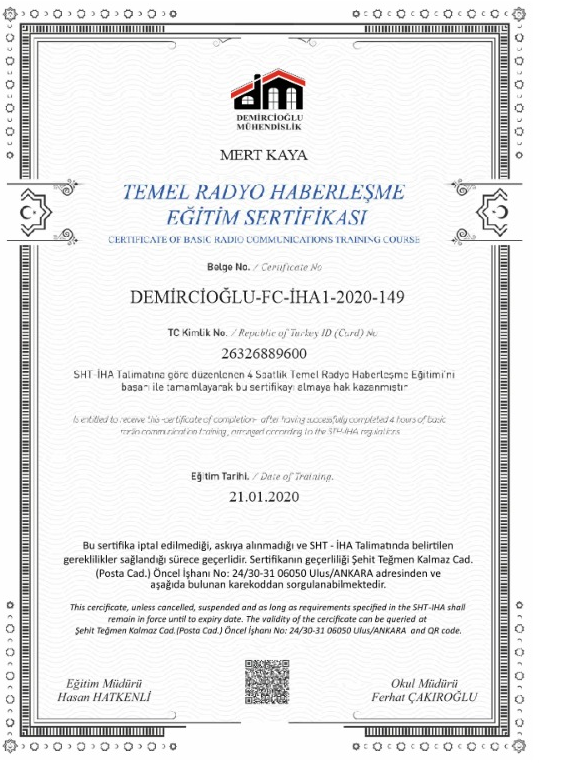 dm
DEMİRCİOĞLU
MÜHENDİSLİK
MERT KAYA
TEMEL RADYO HABERLEŞME
EĞİTİM SERTİFİKASI
CERTIFICATE OF BASIC RADIO COMMUNICATIONS TRAINING COURSE
Belge No. / Certificate No
DEMİRCİOĞLU-FC-İHA1-2020-149
TC Kimlik No. / Republic of Turkey ID (Card) No
26326889600
SHT-İHA Talimatına göre düzenlenen 4 Saatlik Temel Radyo Haberleşme Eğitimi'ni
başarı ile tamamlayarak bu sertifikayı almaya hak kazanmıştır
Is entitled to receive this certificate of completion after having successfully completed 4 hours of basic
radio communication training, arranged according to the SHT-IHA regulations
Eğitim Tarihi. / Date of Training.
21.01.2020
Bu sertifika iptal edilmediği, askıya alınmadığı ve SHT - İHA Talimatında belirtilen
gereklilikler sağlandığı sürece geçerlidir. Sertifikanın geçerliliği Şehit Teğmen Kalmaz Cad.
(Posta Cad.) Öncel İşhanı No: 24/30-31 06050 Ulus/ANKARA adresinden ve
aşağıda bulunan karekoddan sorgulanabilmektedir.
This cercificate, unless cancelled, suspended and as long as requirements specified in the SHT-IHA shall
remain in force until to expiry date. The validity of the cercificate can be queried at
Şehit Teğmen Kalmaz Cad.(Posta Cad.) Öncel İşhanı No: 24/30-31 06050 Ulus/ANKARA and QR code.
Eğitim Müdürü
Hasan HATKENLİ
Okul Müdürü
Ferhat ÇAKIROĞLU